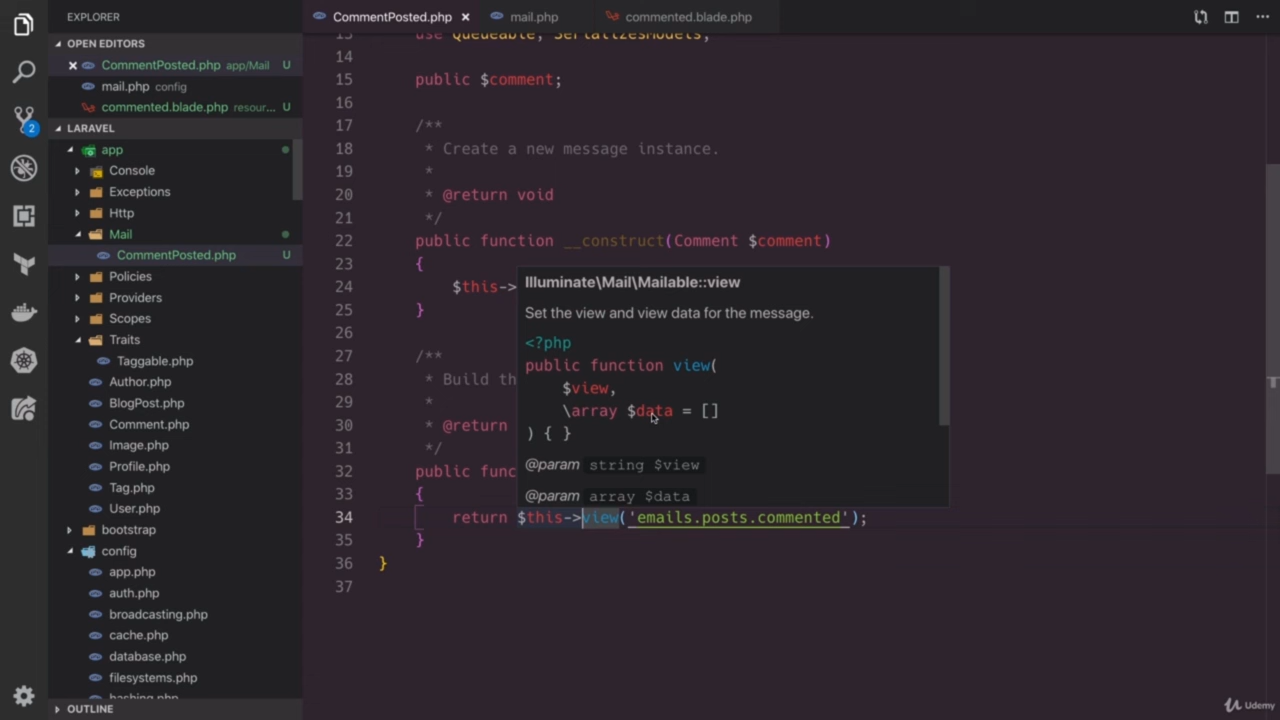 EXPLORER
OPEN EDITORS
CommentPosted.php app/Mail U
mail.php config
commented.blade.php resour... U
LARAVEL
app
Console
Exceptions
Http
Mail
CommentPosted.php U
Policies
Providers
Scopes
Traits
Taggable.php
Author.php
BlogPost.php
Comment.php
Image.php
Profile.php
Tag.php
User.php
bootstrap
config
app.php
auth.php
broadcasting.php
cache.php
database.php
filesystems.php
hashing.php
OUTLINE
2
CommentPosted.php mail.php commented.blade.php
13 use Queueable, SerializesModels;
14
15 public $comment;
16
17 /**
18 * Create a new message instance.
19 *
20 * @return void
21 */
22 public function __construct(Comment $comment)
23 {
24 $this->
25 }
26
27 /**
28 * Build th
29 *
30 * @return
31 */
32 public func
33 {
34 return $this->view('emails.posts.commented');
35 }
36 }
37
Illuminate\Mail\Mailable::view
Set the view and view data for the message.
<?php
public function view(
$view,
\array $data = []
) { }
@param string $view
@param array $data
Udemy